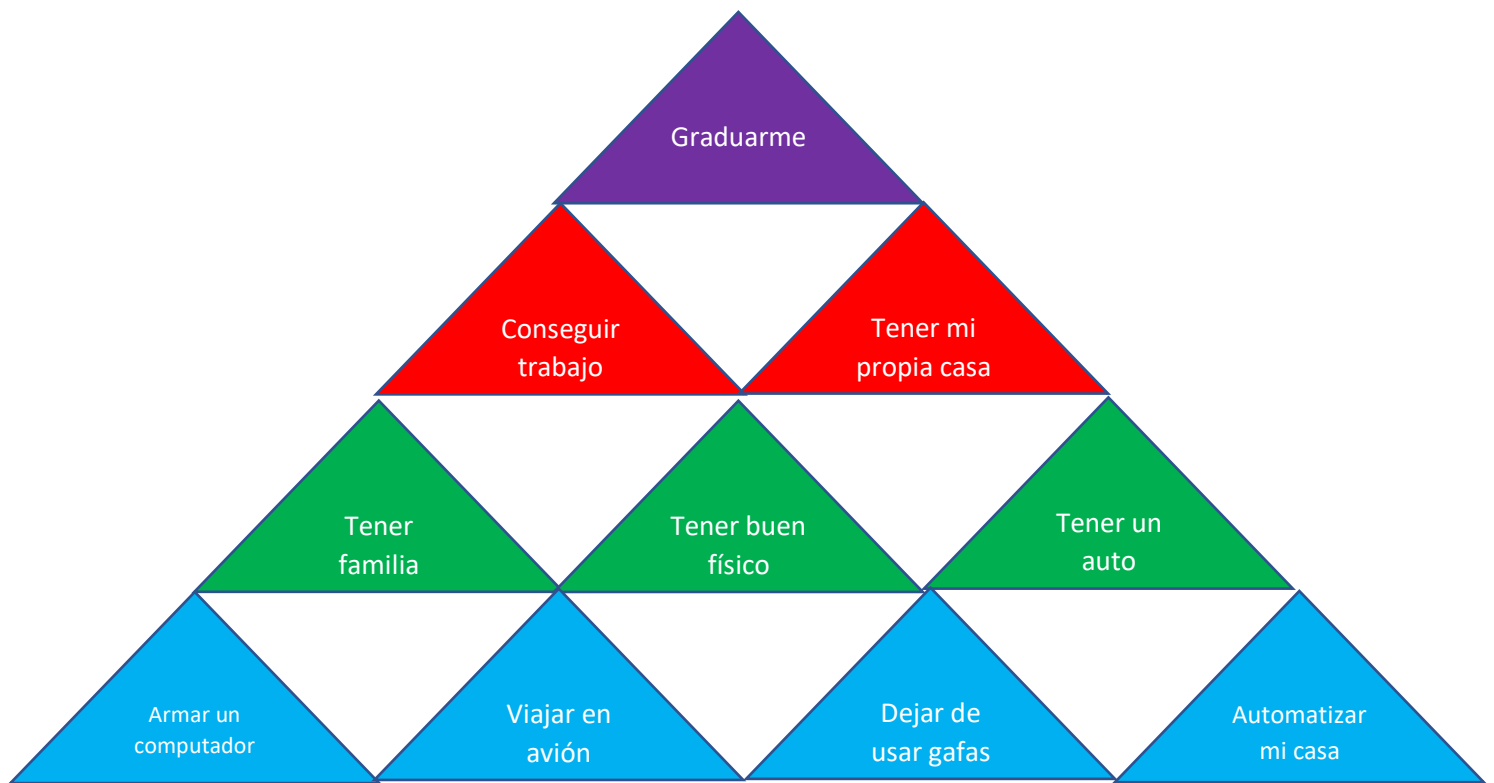 Graduarme
Conseguir
trabajo
Tener mi
propia casa
Tener
familia
Tener buen
físico
Tener un
auto
Armar un
computador
Viajar en
avión
Dejar de
usar gafas
Automatizar
mi casa